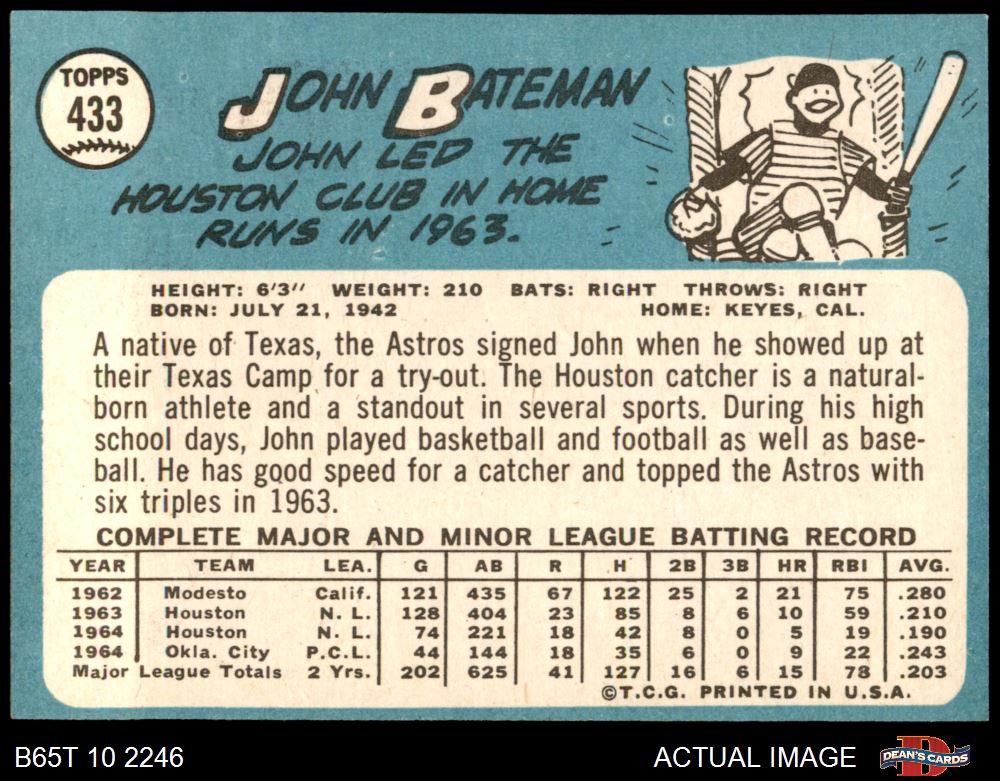 TOPPS
433
JOHN BATEMAN
JOHN LED THE
HOUSTON CLUB IN HOME
RUNS IN 1963.
HEIGHT: 6'3" WEIGHT: 210 BATS: RIGHT THROWS: RIGHT
BORN: JULY 21, 1942 HOME: KEYES, CAL.
A native of Texas, the Astros signed John when he showed up at
their Texas Camp for a try-out. The Houston catcher is a natural-
born athlete and a standout in several sports. During his high
school days, John played basketball and football as well as base-
ball. He has good speed for a catcher and topped the Astros with
six triples in 1963.
COMPLETE MAJOR AND MINOR LEAGUE BATTING RECORD
YEAR TEAM LEA. G AB R H 2B 3B HR RBI AVG.
1962 Modesto Calif. 121 435 67 122 25 2 21 75 .280
1963 Houston N. L. 128 404 23 85 8 6 10 59 .210
1964 Houston N. L. 74 221 18 42 8 0 5 19 .190
1964 Okla. City P.C.L. 44 144 18 35 6 0 9 22 .243
Major League Totals 2 Yrs. 202 625 41 127 16 6 15 78 .203
©T.C.G. PRINTED IN U.S.A.
B65T 10 2246 ACTUAL IMAGE DEAN'S CARDS